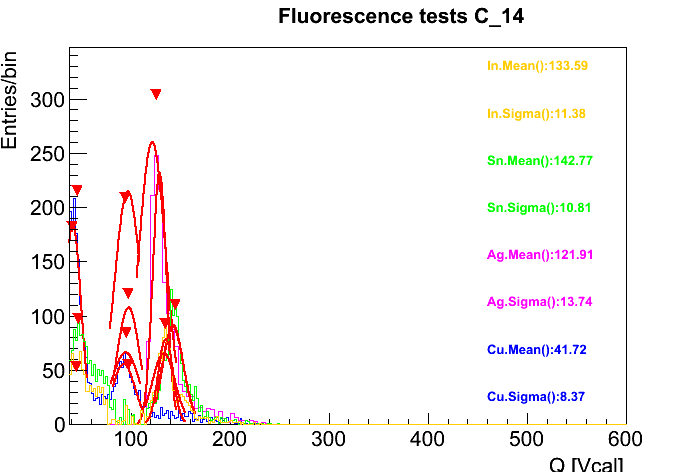 Fluorescence tests C_14
Entries/bin
300
250
200
150
100
50
0
In.Mean():133.59
In.Sigma():11.38
Sn.Mean():142.77
Sn.Sigma():10.81
Ag.Mean():121.91
Ag.Sigma():13.74
Cu.Mean():41.72
Cu.Sigma():8.37
100 200 300 400 500 600
Q [Vcal]